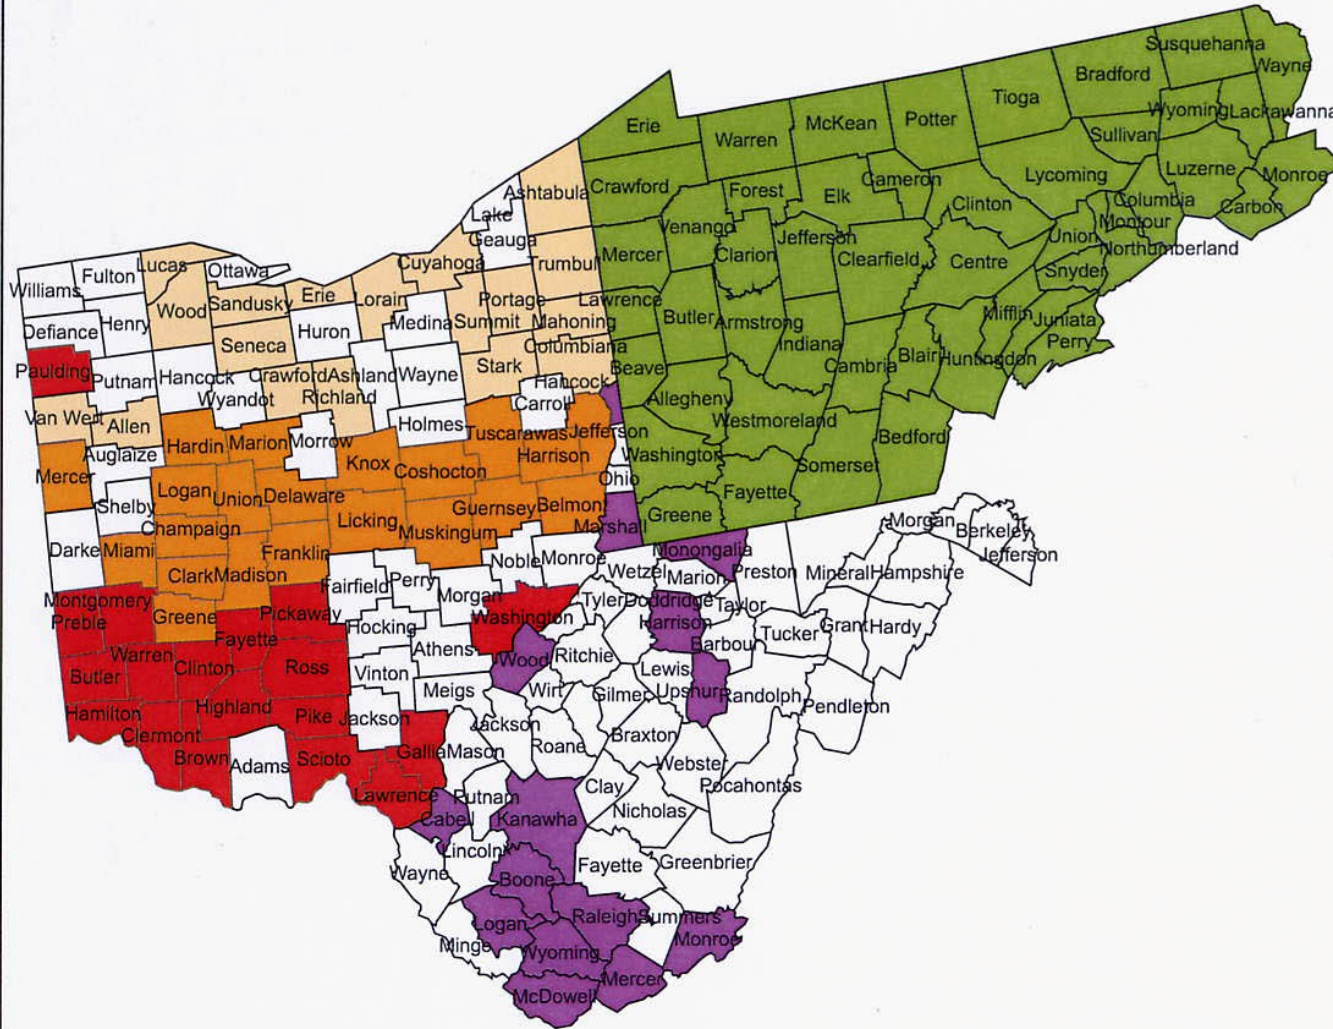 Susquehanna
Wayne
Bradford
Tioga
Wyoming
Lackawanna
Potter
McKean
Erie
Warren
Sullivan
Luzerne
Monroe
Lycoming
Cameron
Elk
Forest
Crawford
Ashtabula
Columbia
Carbon
Clinton
Montour
Lake
Venango
Jefferson
Union
Geauga
Northumberland
Mercer
Clarion
Clearfield
Centre
Cuyahoga
Trumbul
Snyder
Lucas
Ottawa
Fulton
Williams
Sandusky
Erie
Lorain
Portage
Lawrence
Wood
Mifflin
Henry
Medina
Summit
Mahoning
Butler
Armstrong
Juniata
Defiance
Huron
Perry
Seneca
Columbiana
Indiana
Blair
Huntingdon
Paulding
Putnam
Hancock
Crawford
Ashland
Wayne
Stark
Beave
Cambria
Wyandot
Richland
Hancock
Carroll
Allegheny
Van Wert
Allen
Holmes
Westmoreland
Hardin
Marion
Morrow
Tuscarawas
Jefferson
Bedford
Auglaize
Harrison
Washington
Mercer
Knox
Coshocton
Somerset
Ohio
Logan
Union
Delaware
Fayette
Shelby
Guernsey
Belmon
Greene
Champaign
Licking
Muskingum
Marshall
Morgan
Berkeley
Darke
Miami
Franklin
Noble
Monroe
Monongalia
Jefferson
Clark
Madison
Fairfield
Perry
Wetzel
Marion
Preston
Mineral
Hampshire
Montgomery
Morgan
Tyler
Doddridge
Taylor
Preble
Greene
Pickaway
Washington
Harrison
Tucker
Grant
Hardy
Fayette
Hocking
Athens
Barbour
Warren
Clinton
Ross
Wood
Ritchie
Butler
Vinton
Lewis
Meigs
Wirt
Gilmer
Upshur
Randolph
Pendleton
Hamilton
Highland
Pike
Jackson
Jackson
Clermont
Braxton
Brown
Adams
Scioto
Gallia
Mason
Roane
Webster
Pocahontas
Lawrence
Putnam
Clay
Nicholas
Cabell
Kanawha
Lincoln
Wayne
Fayette
Greenbrier
Boone
Logan
Raleigh
Summers
Minge
Wyoming
Monroe
Mercer
McDowell